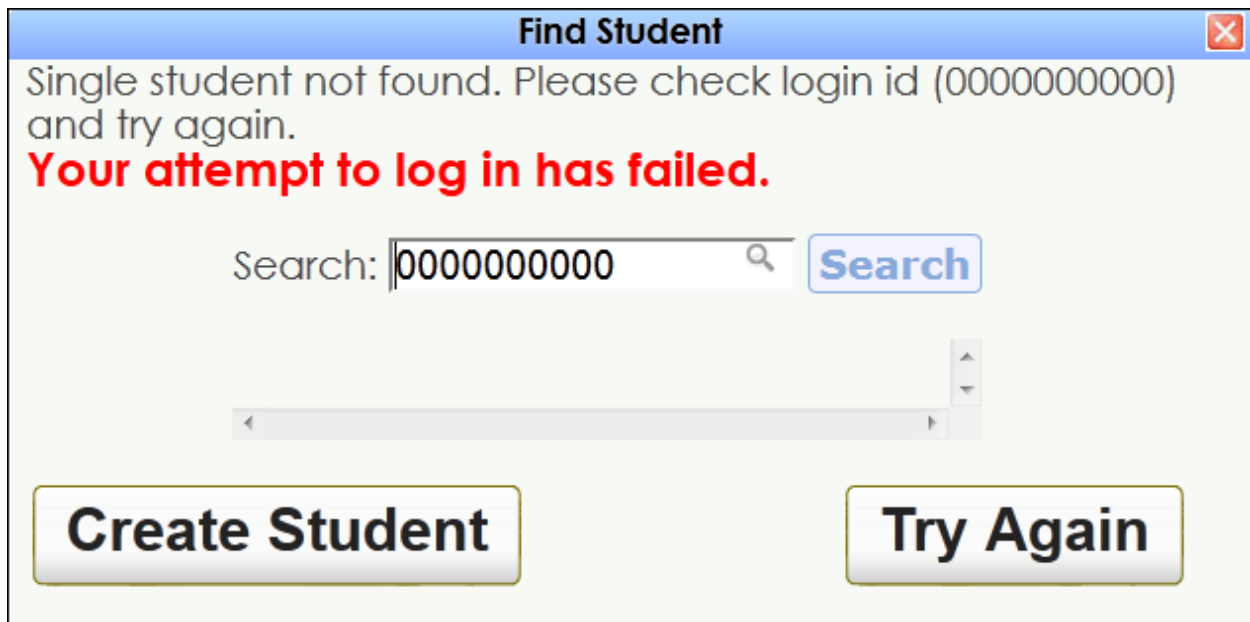 Find Student
Single student not found. Please check login id (0000000000)
and try again.
Your attempt to log in has failed.
Search: 0000000000 Search
Create Student Try Again